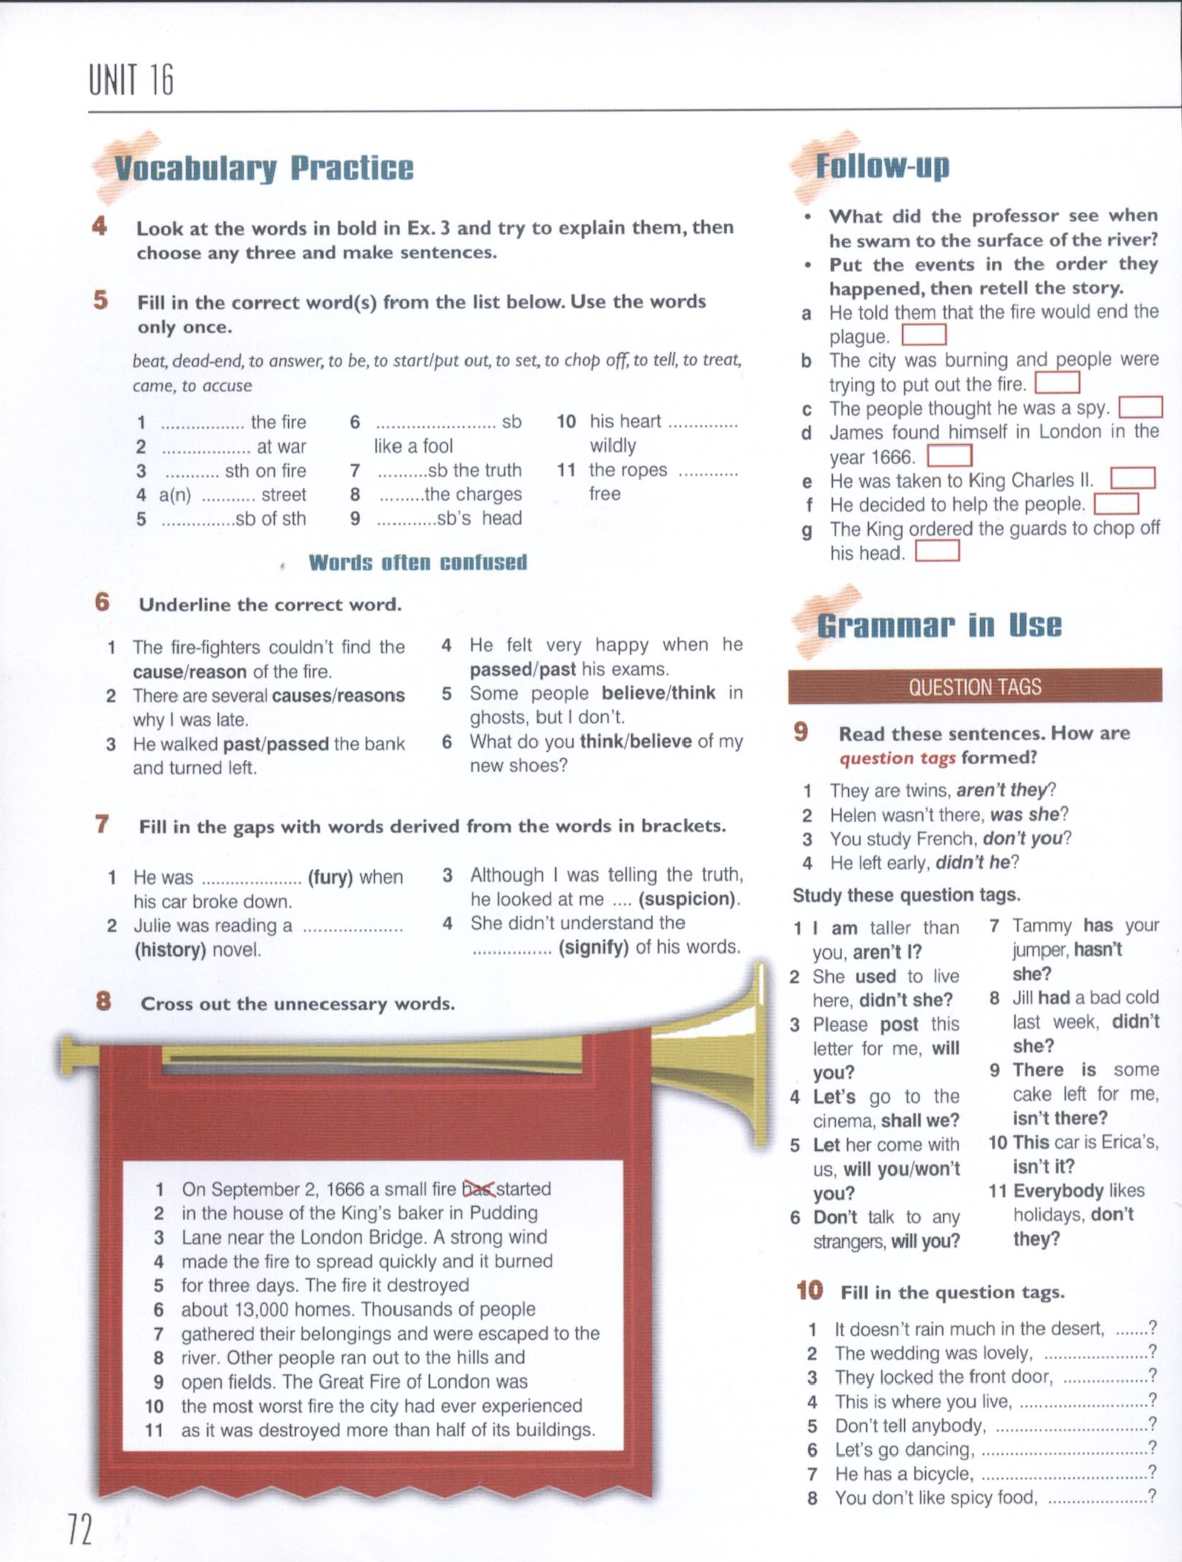 UNIT 16
Vocabulary Practice
4 Look at the words in bold in Ex. 3 and try to explain them, then
choose any three and make sentences.
5 Fill in the correct word(s) from the list below. Use the words
only once.
beat, dead-end, to answer, to be, to start/put out, to set, to chop off, to tell, to treat,
came, to accuse
1 ................. the fire
2 .................. at war
3 ........... sth on fire
4 a(n) ........... street
5 ...............sb of sth
6 ......................... sb
like a fool
7 ..........sb the truth
8 .........the charges
9 ............sb's head
10 his heart ..............
wildly
11 the ropes ............
free
Words often confused
6 Underline the correct word.
1 The fire-fighters couldn't find the
cause/reason of the fire.
2 There are several causes/reasons
why I was late.
3 He walked past/passed the bank
and turned left.
4 He felt very happy when he
passed/past his exams.
5 Some people believe/think in
ghosts, but I don't.
6 What do you think/believe of my
new shoes?
7 Fill in the gaps with words derived from the words in brackets.
1 He was ..................... (fury) when
his car broke down.
2 Julie was reading a .....................
(history) novel.
3 Although I was telling the truth,
he looked at me .... (suspicion).
4 She didn't understand the
................ (signify) of his words.
8 Cross out the unnecessary words.
1 On September 2, 1666 a small fire has started
2 in the house of the King's baker in Pudding
3 Lane near the London Bridge. A strong wind
4 made the fire to spread quickly and it burned
5 for three days. The fire it destroyed
6 about 13,000 homes. Thousands of people
7 gathered their belongings and were escaped to the
8 river. Other people ran out to the hills and
9 open fields. The Great Fire of London was
10 the most worst fire the city had ever experienced
11 as it was destroyed more than half of its buildings.
72
Follow-up
• What did the professor see when
he swam to the surface of the river?
• Put the events in the order they
happened, then retell the story.
a He told them that the fire would end the
plague.
b The city was burning and people were
trying to put out the fire.
c The people thought he was a spy.
d James found himself in London in the
year 1666.
e He was taken to King Charles II.
f He decided to help the people.
g The King ordered the guards to chop off
his head.
Grammar in Use
QUESTION TAGS
9 Read these sentences. How are
question tags formed?
1 They are twins, aren't they?
2 Helen wasn't there, was she?
3 You study French, don't you?
4 He left early, didn't he?
Study these question tags.
1 I am taller than
you, aren't I?
2 She used to live
here, didn't she?
3 Please post this
letter for me, will
you?
4 Let's go to the
cinema, shall we?
5 Let her come with
us, will you/won't
you?
6 Don't talk to any
strangers, will you?
7 Tammy has your
jumper, hasn't
she?
8 Jill had a bad cold
last week, didn't
she?
9 There is some
cake left for me,
isn't there?
10 This car is Erica's,
isn't it?
11 Everybody likes
holidays, don't
they?
10 Fill in the question tags.
1 It doesn't rain much in the desert, .......?
2 The wedding was lovely, ......................?
3 They locked the front door, ..................?
4 This is where you live, ...........................?
5 Don't tell anybody, ................................?
6 Let's go dancing, ...................................?
7 He has a bicycle, ...................................?
8 You don't like spicy food, .....................?